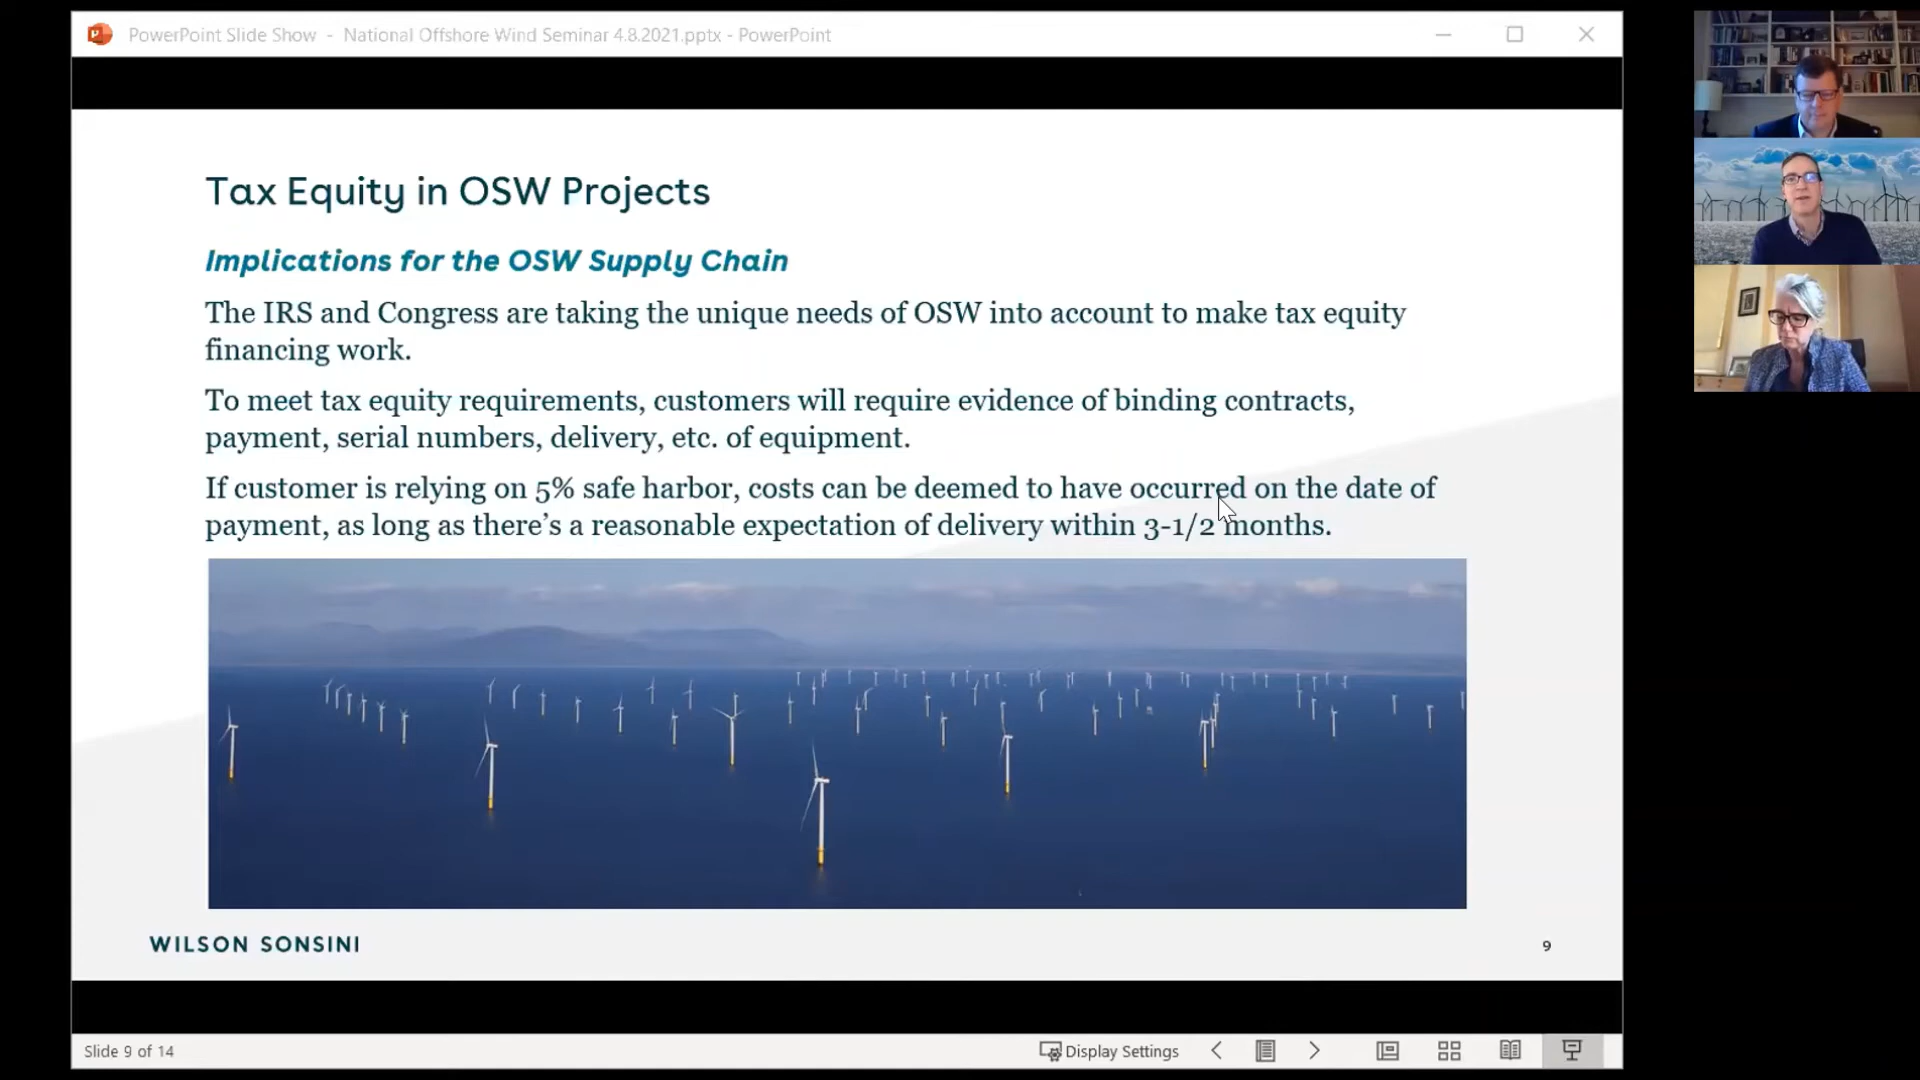 PowerPoint Slide Show - National Offshore Wind Seminar 4.8.2021.pptx - PowerPoint
Tax Equity in OSW Projects
Implications for the OSW Supply Chain
The IRS and Congress are taking the unique needs of OSW into account to make tax equity
financing work.
To meet tax equity requirements, customers will require evidence of binding contracts,
payment, serial numbers, delivery, etc. of equipment.
If customer is relying on 5% safe harbor, costs can be deemed to have occurred on the date of
payment, as long as there’s a reasonable expectation of delivery within 3-1/2 months.
WILSON SONSINI
9
Slide 9 of 14
Display Settings